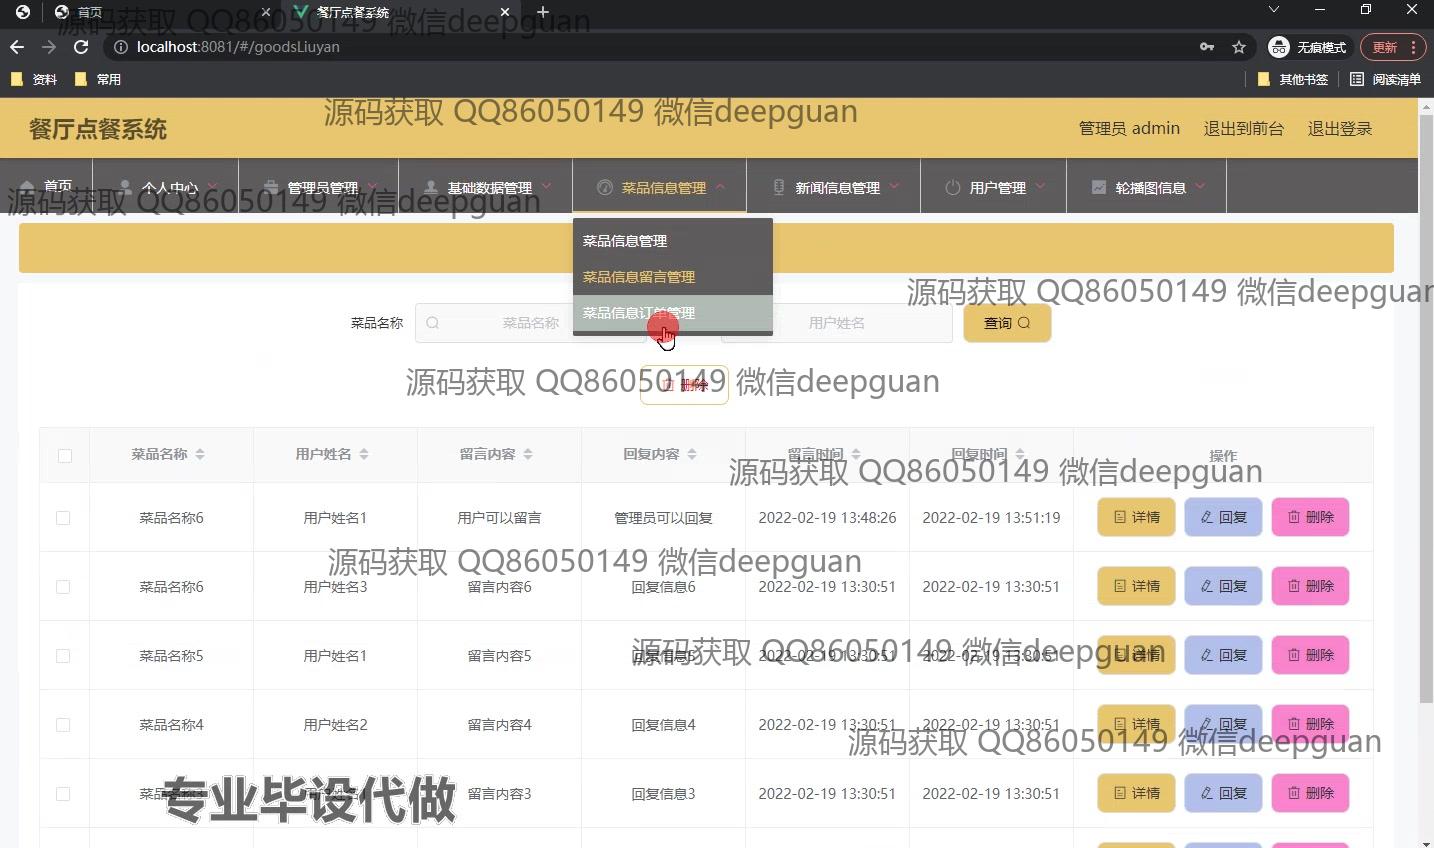 首页
餐厅点餐系统
localhost:8081/#/goodsLiuyan
无痕模式
更新
资料
常用
其他书签
阅读清单
源码获取 QQ86050149 微信deepguan
餐厅点餐系统
管理员 admin
退出到前台
退出登录
源码获取 QQ86050149 微信deepguan
首页
个人中心
管理员管理
基础数据管理
菜品信息管理
新闻信息管理
用户管理
轮播图信息
源码获取 QQ86050149 微信deepguan
菜品信息管理
菜品信息留言管理
菜品信息订单管理
源码获取 QQ86050149 微信deepguan
菜品名称
菜品名称
用户姓名
查询
源码获取 QQ86050149 微信deepguan
删除
菜品名称 用户姓名 留言内容 回复内容 留言时间 回复时间 操作
源码获取 QQ86050149 微信deepguan
菜品名称6 用户姓名1 用户可以留言 管理员可以回复 2022-02-19 13:48:26 2022-02-19 13:51:19 详情 回复 删除
源码获取 QQ86050149 微信deepguan
菜品名称6 用户姓名3 留言内容6 回复信息6 2022-02-19 13:30:51 2022-02-19 13:30:51 详情 回复 删除
源码获取 QQ86050149 微信deepguan
菜品名称5 用户姓名1 留言内容5 回复信息5 2022-02-19 13:30:51 2022-02-19 13:30:51 详情 回复 删除
菜品名称4 用户姓名2 留言内容4 回复信息4 2022-02-19 13:30:51 2022-02-19 13:30:51 详情 回复 删除
源码获取 QQ86050149 微信deepguan
菜品名称3 留言内容3 回复信息3 2022-02-19 13:30:51 2022-02-19 13:30:51 详情 回复 删除
专业毕设代做